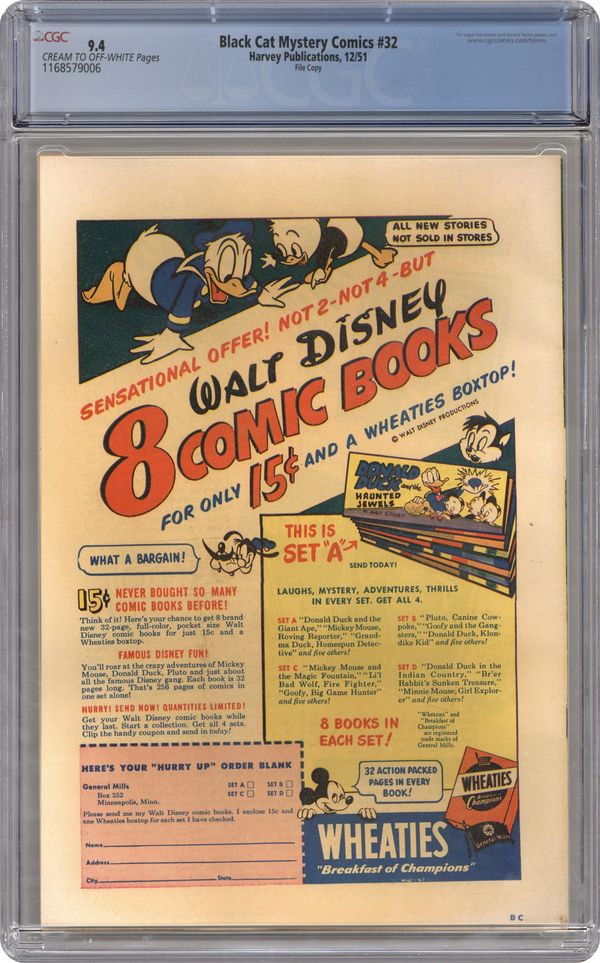 CGC
9.4
CREAM TO OFF-WHITE Pages
1168579006
Black Cat Mystery Comics #32
Harvey Publications, 12/51
File Copy
www.cgccomics.com/terms
ALL NEW STORIES
NOT SOLD IN STORES
SENSATIONAL OFFER! NOT 2-NOT 4-BUT
WALT DISNEY
8 COMIC BOOKS
FOR ONLY 15¢ AND A WHEATIES BOXTOP!
© WALT DISNEY PRODUCTIONS
DONALD
DUCK and the
HAUNTED
JEWELS
by WALT DISNEY
THIS IS
SET "A"
SEND TODAY!
WHAT A BARGAIN!
15¢ NEVER BOUGHT SO MANY
COMIC BOOKS BEFORE!
Think of it! Here's your chance to get 8 brand
new 32-page, full-color, pocket size Walt
Disney comic books for just 15c and a
Wheaties boxtop.
FAMOUS DISNEY FUN!
You'll roar at the crazy adventures of Mickey
Mouse, Donald Duck, Pluto and just about
all the famous Disney gang. Each book is 32
pages long. That's 256 pages of comics in
one set alone!
HURRY! SEND NOW! QUANTITIES LIMITED!
Get your Walt Disney comic books while
they last. Start a collection. Get all 4 sets.
Clip the handy coupon and send in today!
LAUGHS, MYSTERY, ADVENTURES, THRILLS
IN EVERY SET. GET ALL 4.
SET A "Donald Duck and the
Giant Ape," "Mickey Mouse,
Roving Reporter," "Grand-
ma Duck, Homespun Detec-
tive" and five others!
SET B "Pluto, Canine Cow-
poke," "Goofy and the Gang-
sters," "Donald Duck, Klon-
dike Kid" and five others!
SET C "Mickey Mouse and
the Magic Fountain," "Li'l
Bad Wolf, Fire Fighter,"
"Goofy, Big Game Hunter"
and five others!
SET D "Donald Duck in the
Indian Country," "Br'er
Rabbit's Sunken Treasure,"
"Minnie Mouse, Girl Explor-
er" and five others!
8 BOOKS IN
EACH SET!
"Wheaties" and
"Breakfast of
Champions"
are registered
trade marks of
General Mills.
HERE'S YOUR "HURRY UP" ORDER BLANK
General Mills
Box 252
Minneapolis, Minn.
SET A SET B
SET C SET D
Please send me my Walt Disney comic books. I enclose 15c and
one Wheaties boxtop for each set I have checked.
Name
Address
City State
32 ACTION PACKED
PAGES IN EVERY
BOOK!
WHEATIES
Breakfast of
Champions
General Mills
WHEATIES
"Breakfast of Champions"
B C